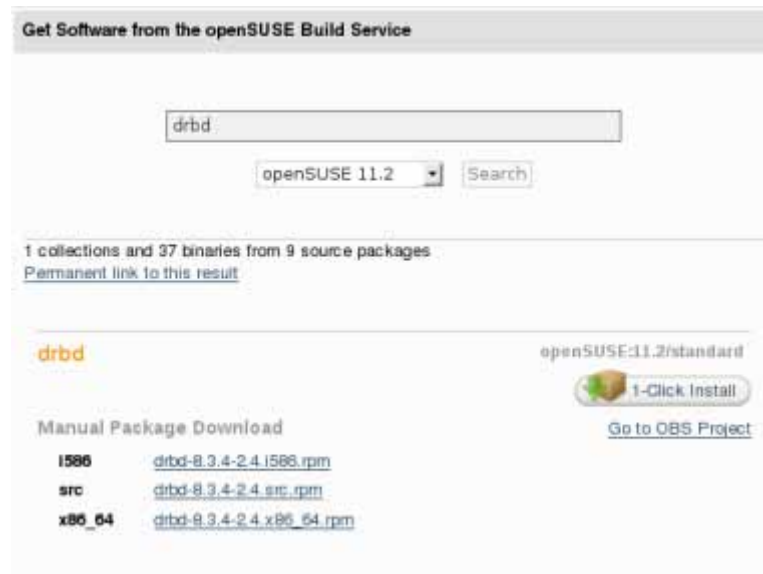 Get Software from the openSUSE Build Service
drbd
openSUSE 11.2
Search
1 collections and 37 binaries from 9 source packages
Permanent link to this result
drbd
openSUSE:11.2/standard
1-Click Install
Manual Package Download
Go to OBS Project
i586 drbd-8.3.4-2.4.i586.rpm
src drbd-8.3.4-2.4.src.rpm
x86_64 drbd-8.3.4-2.4.x86_64.rpm